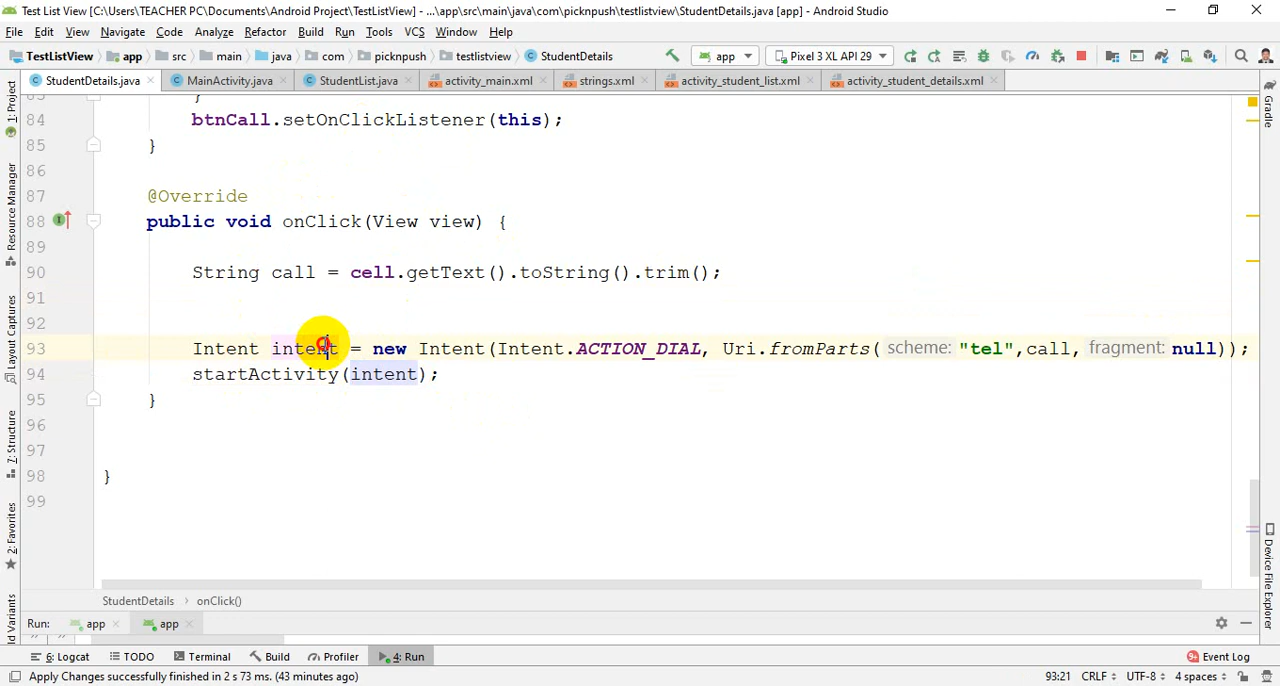 Test List View [C:\Users\TEACHER PC\Documents\Android Project\TestListView] - ...\app\src\main\java\com\picknpush\testlistview\StudentDetails.java [app] - Android Studio
File Edit View Navigate Code Analyze Refactor Build Run Tools VCS Window Help
TestListView app src main java com picknpush testlistview StudentDetails app Pixel 3 XL API 29
StudentDetails.java MainActivity.java StudentList.java activity_main.xml strings.xml activity_student_list.xml activity_student_details.xml
83 }
84 btnCall.setOnClickListener(this);
85 }
86
87 @Override
88 public void onClick(View view) {
89
90 String call = cell.getText().toString().trim();
91
92
93 Intent intent = new Intent(Intent.ACTION_DIAL, Uri.fromParts( scheme: "tel",call, fragment: null));
94 startActivity(intent);
95 }
96
97
98 }
99
1: Project
Resource Manager
Layout Captures
7: Structure
2: Favorites
ld Variants
Gradle
Device File Explorer
StudentDetails › onClick()
Run: app app
6: Logcat TODO Terminal Build Profiler 4: Run 9+ Event Log
Apply Changes successfully finished in 2 s 73 ms. (43 minutes ago) 93:21 CRLF UTF-8 4 spaces